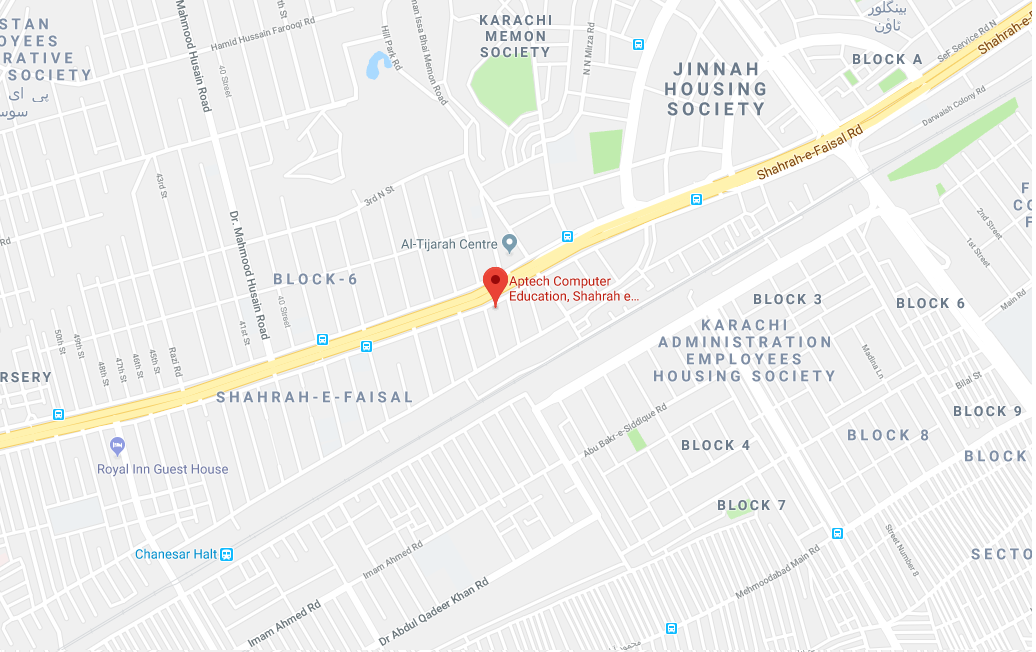 STAN
OYEES
RATIVE
SOCIETY
پی ای
سوس
Mahmood Husain Road
40 Street
th St
Hamid Hussain Farooqi Rd
Hill Park Rd
man Issa Bhai Memon Road
KARACHI
MEMON
SOCIETY
N N Mirza Rd
JINNAH
HOUSING
SOCIETY
بینگلور
ٹاؤن
BLOCK A
SeF Service Rd N
Shahrah-e-F
Darwaish Colony Rd
Shahrah-e-Faisal Rd
43rd St
3rd N St
Dr. Mahmood Husain Road
Rd
Al-Tijarah Centre
BLOCK-6
Aptech Computer
Education, Shahrah e...
40 Street
41st St
50th St
49th St
48th St
47th St
46th St
45th St
Razi Rd
RSERY
SHAHRAH-E-FAISAL
2nd Street
1st Street
F
CO
F
Main Rd
BLOCK 3
BLOCK 6
KARACHI
ADMINISTRATION
EMPLOYEES
HOUSING SOCIETY
Madina Ln
Bilal St
BLOCK 9
Abu Bakr-e-Siddique Rd
BLOCK 4
BLOCK 8
BLOCK
Royal Inn Guest House
BLOCK 7
Chanesar Halt
Imam Ahmed Rd
Imam Ahmed Rd
Dr Abdul Qadeer Khan Rd
Mehmoodabad Main Rd
Street Number 8
SECTO